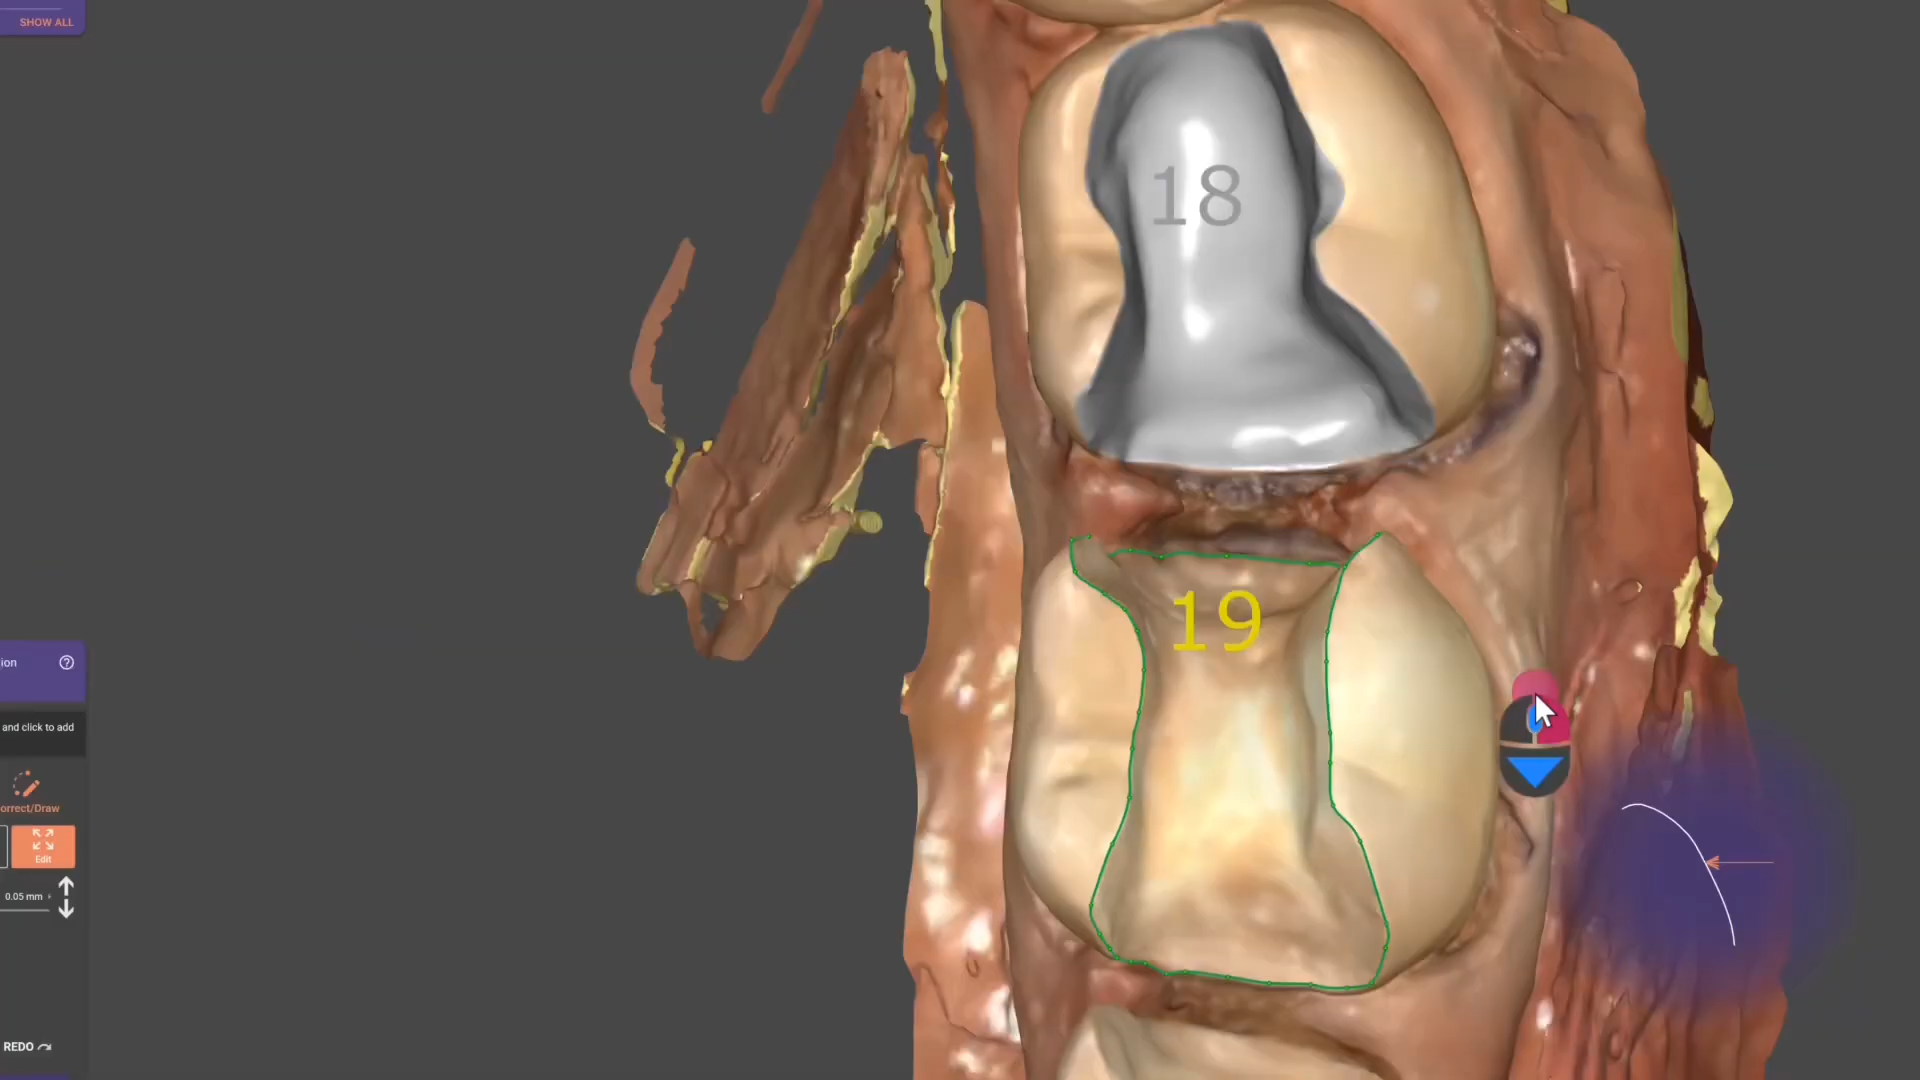 SHOW ALL
18
19
ion
and click to add
orrect/Draw
Edit
0.05 mm
REDO